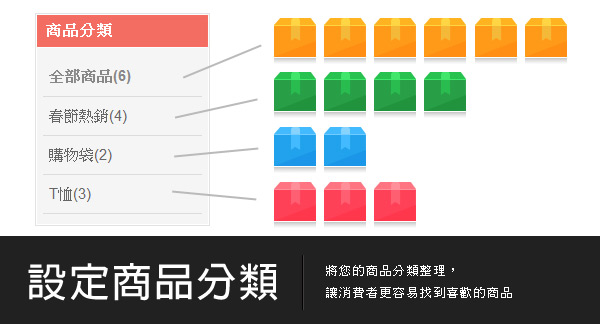 商品分類
全部商品(6)
春節熱銷(4)
購物袋(2)
T恤(3)
設定商品分類
將您的商品分類整理，
讓消費者更容易找到喜歡的商品